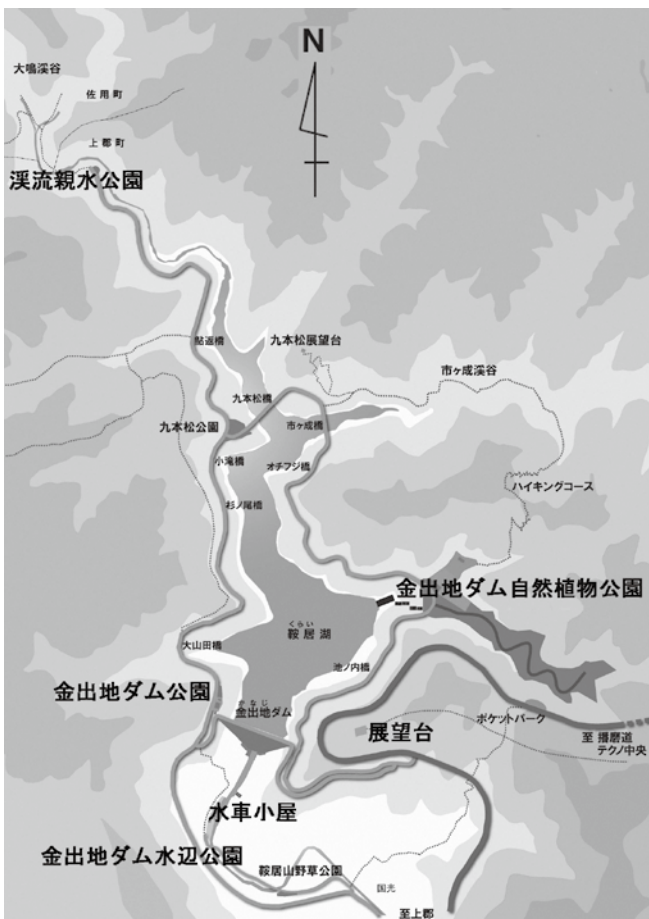 N
大鳴渓谷
佐用町
上郡町
渓流親水公園
九本松展望台
市ヶ成渓谷
九本松橋
九本松公園
市ヶ成橋
小滝橋
オチフジ橋
ハイキングコース
杉ノ尾橋
金出地ダム自然植物公園
くらい
鞍居湖
大山田橋
池ノ内橋
金出地ダム公園
かなじ
金出地ダム
展望台
ポケットパーク
至 播磨道
テクノ中央
水車小屋
金出地ダム水辺公園
鞍居山野草公園
国光
至上郡